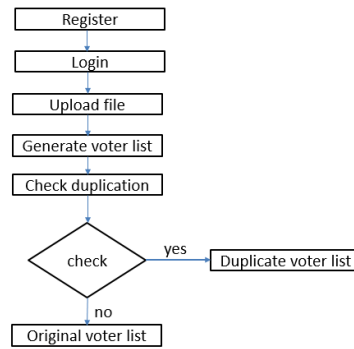 Register
Login
Upload file
Generate voter list
Check duplication
check
yes
Duplicate voter list
no
Original voter list